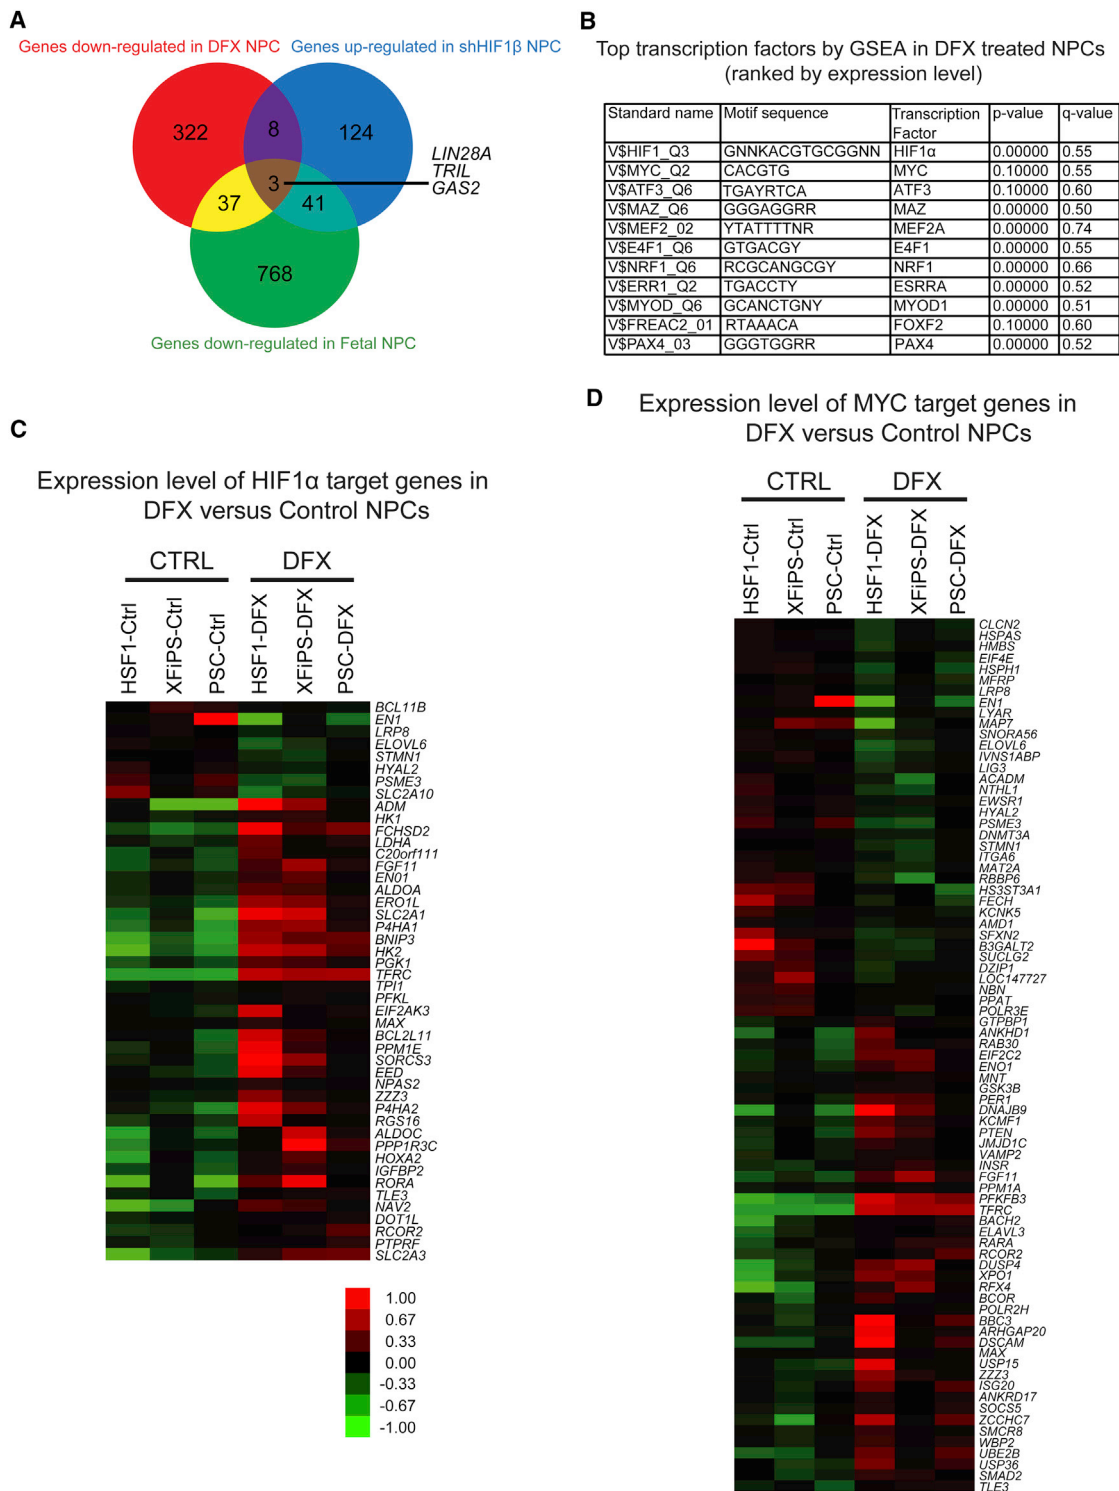 A
Genes down-regulated in DFX NPC
Genes up-regulated in shHIF1β NPC
322
8
124
3
37
41
768
LIN28A
TRIL
GAS2
Genes down-regulated in Fetal NPC
B
Top transcription factors by GSEA in DFX treated NPCs
(ranked by expression level)
Standard name Motif sequence Transcription Factor p-value q-value
V$HIF1_Q3 GNNKACGTGCGGNN HIF1α 0.00000 0.55
V$MYC_Q2 CACGTG MYC 0.10000 0.55
V$ATF3_Q6 TGAYRTCA ATF3 0.10000 0.60
V$MAZ_Q6 GGGAGGRR MAZ 0.00000 0.50
V$MEF2_02 YTATTTTNR MEF2A 0.00000 0.74
V$E4F1_Q6 GTGACGY E4F1 0.00000 0.55
V$NRF1_Q6 RCGCANGCGY NRF1 0.00000 0.66
V$ERR1_Q2 TGACCTY ESRRA 0.00000 0.52
V$MYOD_Q6 GCANCTGNY MYOD1 0.00000 0.51
V$FREAC2_01 RTAAACA FOXF2 0.10000 0.60
V$PAX4_03 GGGTGGRR PAX4 0.00000 0.52
C
Expression level of HIF1α target genes in
DFX versus Control NPCs
CTRL DFX
HSF1-Ctrl
XFiPS-Ctrl
PSC-Ctrl
HSF1-DFX
XFiPS-DFX
PSC-DFX
BCL11B
EN1
LRP8
ELOVL6
STMN1
HYAL2
PSME3
SLC2A10
ADM
HK1
FCHSD2
LDHA
C20orf111
FGF11
EN01
ALDOA
ERO1L
SLC2A1
P4HA1
BNIP3
HK2
PGK1
TFRC
TPI1
PFKL
EIF2AK3
MAX
BCL2L11
PPM1E
SORCS3
EED
NPAS2
ZZZ3
P4HA2
RGS16
ALDOC
PPP1R3C
HOXA2
IGFBP2
RORA
TLE3
NAV2
DOT1L
RCOR2
PTPRF
SLC2A3
1.00
0.67
0.33
0.00
-0.33
-0.67
-1.00
D
Expression level of MYC target genes in
DFX versus Control NPCs
CTRL DFX
HSF1-Ctrl
XFiPS-Ctrl
PSC-Ctrl
HSF1-DFX
XFiPS-DFX
PSC-DFX
CLCN2
HSPAS
HMBS
EIF4E
HSPH1
MFRP
LRP8
EN1
LYAR
MAP7
SNORA56
ELOVL6
IVNS1ABP
LIG3
ACADM
NTHL1
EWSR1
HYAL2
PSME3
DNMT3A
STMN1
ITGA6
MAT2A
RBBP6
HS3ST3A1
FECH
KCNK5
AMD1
SFXN2
B3GALT2
SUCLG2
DZIP1
LOC147727
NBN
PPAT
POLR3E
GTPBP1
ANKHD1
RAB30
EIF2C2
ENO1
MNT
GSK3B
PER1
DNAJB9
KCMF1
PTEN
JMJD1C
VAMP2
INSR
FGF11
PPM1A
PFKFB3
TFRC
BACH2
ELAVL3
RARA
RCOR2
DUSP4
XPO1
RFX4
BCOR
POLR2H
BBC3
ARHGAP20
DSCAM
MAX
USP15
ZZZ3
ISG20
ANKRD17
SOCS5
ZCCHC7
SMCR8
WBP2
UBE2B
USP36
SMAD2
TLE3